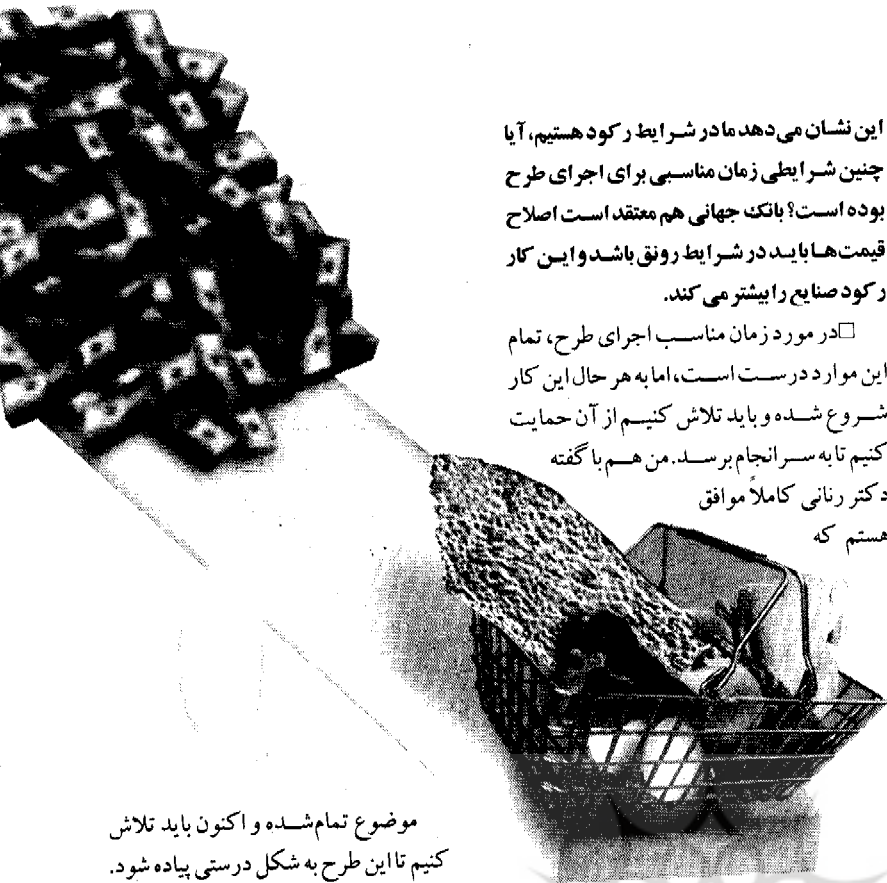 این نشان می‌دهد ما در شرایط رکود هستیم، آیا
چنین شرایطی زمان مناسبی برای اجرای طرح
بوده است؟ بانک جهانی هم معتقد است اصلاح
قیمت‌ها باید در شرایط رونق باشد و این کار
رکود صنایع را بیشتر می‌کند.
□در مورد زمان مناسب اجرای طرح، تمام
این موارد درست است، اما به هر حال این کار
شروع شده و باید تلاش کنیم از آن حمایت
کنیم تا به سرانجام برسد. من هم با گفته
دکتر رنانی کاملاً موافق
هستم که
موضوع تمام‌شده و اکنون باید تلاش
کنیم تا این طرح به شکل درستی پیاده شود.